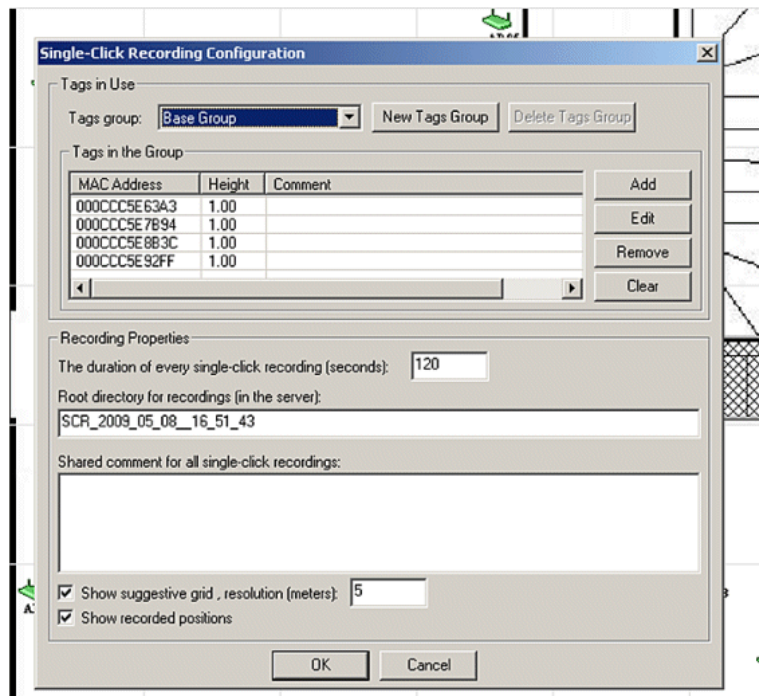 Single-Click Recording Configuration
Tags in Use
Tags group: Base Group New Tags Group Delete Tags Group
Tags in the Group
MAC Address Height Comment
000CCC5E63A3 1.00
000CCC5E7B94 1.00
000CCC5E8B3C 1.00
000CCC5E92FF 1.00
Add
Edit
Remove
Clear
Recording Properties
The duration of every single-click recording (seconds): 120
Root directory for recordings (in the server):
SCR_2009_05_08__16_51_43
Shared comment for all single-click recordings:
Show suggestive grid , resolution (meters): 5
Show recorded positions
OK Cancel